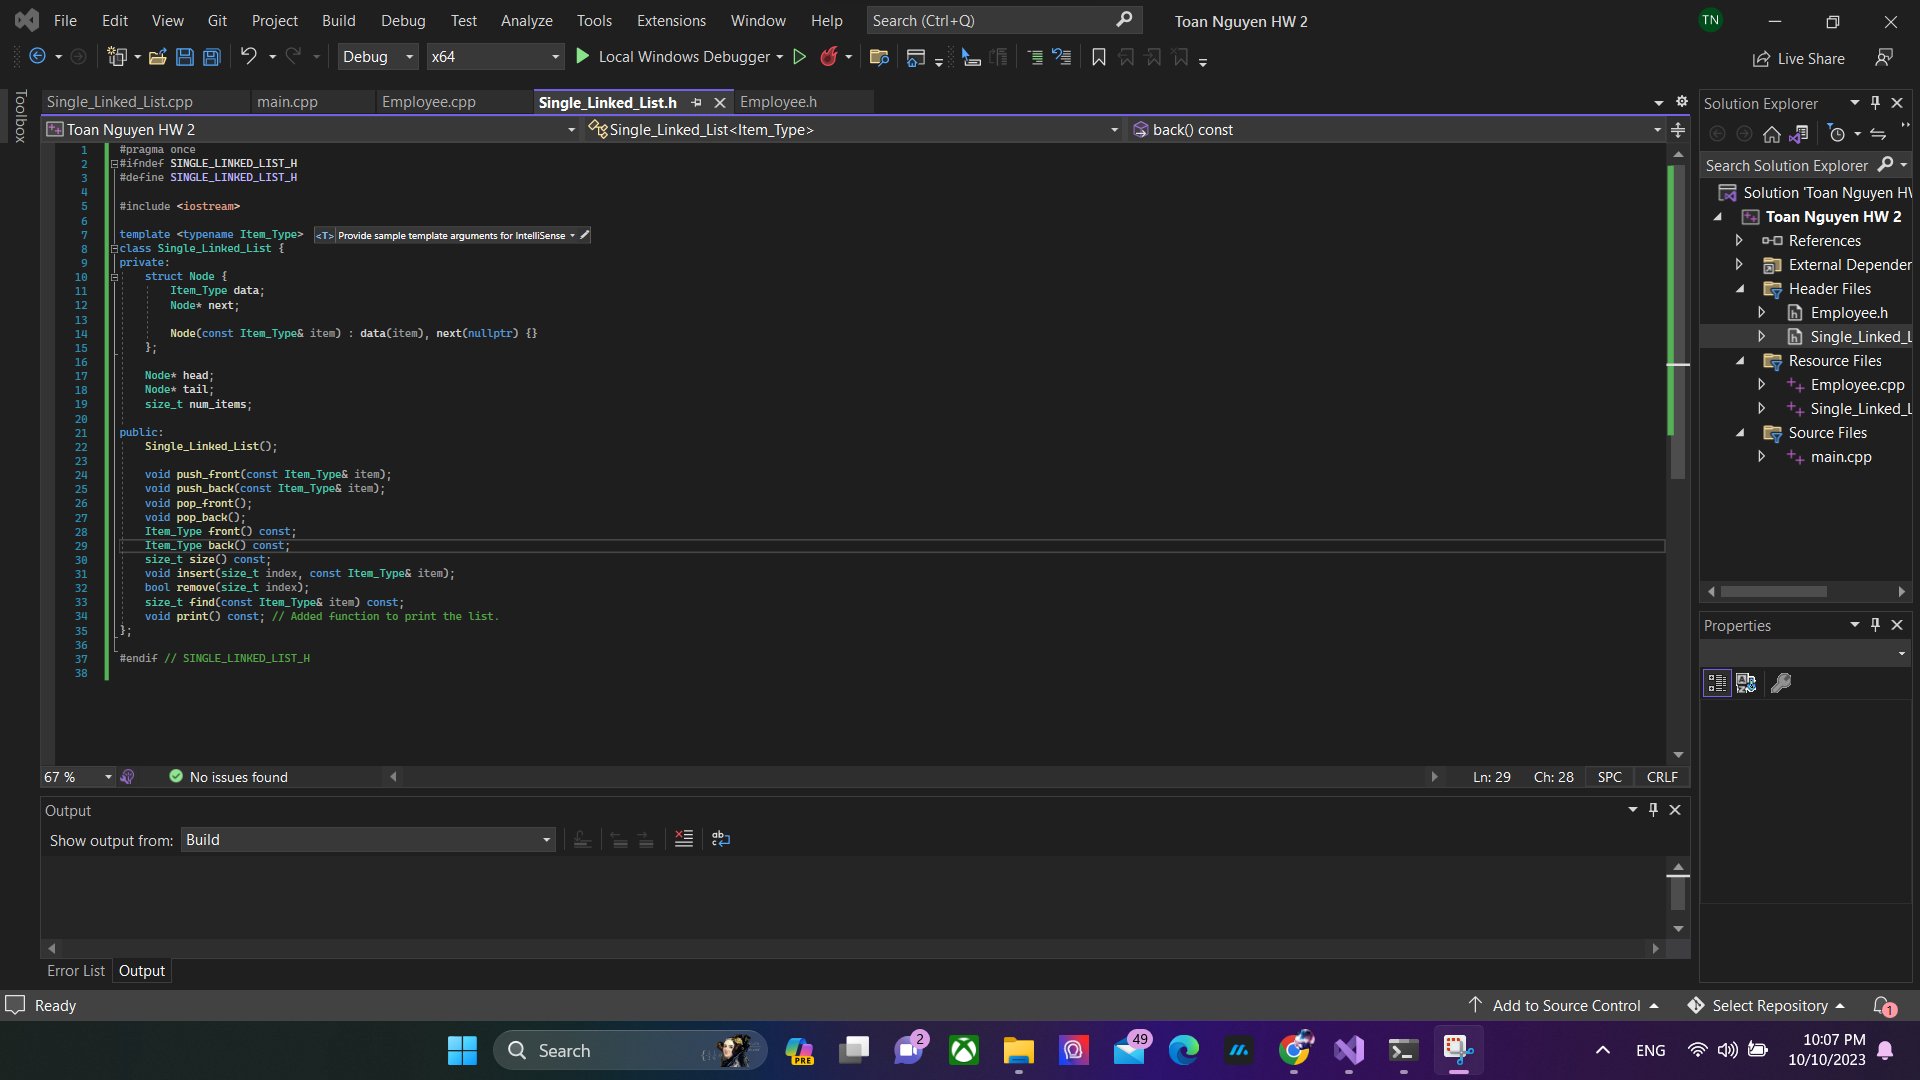 File Edit View Git Project Build Debug Test Analyze Tools Extensions Window Help Search (Ctrl+Q) Toan Nguyen HW 2 TN
Debug x64 Local Windows Debugger Live Share
Toolbox
Single_Linked_List.cpp main.cpp Employee.cpp Single_Linked_List.h Employee.h
Toan Nguyen HW 2 Single_Linked_List<Item_Type> back() const
1 #pragma once
2 #ifndef SINGLE_LINKED_LIST_H
3 #define SINGLE_LINKED_LIST_H
4
5 #include <iostream>
6
7 template <typename Item_Type> <T> Provide sample template arguments for IntelliSense
8 class Single_Linked_List {
9 private:
10 struct Node {
11 Item_Type data;
12 Node* next;
13
14 Node(const Item_Type& item) : data(item), next(nullptr) {}
15 };
16
17 Node* head;
18 Node* tail;
19 size_t num_items;
20
21 public:
22 Single_Linked_List();
23
24 void push_front(const Item_Type& item);
25 void push_back(const Item_Type& item);
26 void pop_front();
27 void pop_back();
28 Item_Type front() const;
29 Item_Type back() const;
30 size_t size() const;
31 void insert(size_t index, const Item_Type& item);
32 bool remove(size_t index);
33 size_t find(const Item_Type& item) const;
34 void print() const; // Added function to print the list.
35 };
36
37 #endif // SINGLE_LINKED_LIST_H
38
67 % No issues found Ln: 29 Ch: 28 SPC CRLF
Output
Show output from: Build
Error List Output
Solution Explorer
Search Solution Explorer
Solution 'Toan Nguyen HW
Toan Nguyen HW 2
References
External Dependen
Header Files
Employee.h
Single_Linked_L
Resource Files
Employee.cpp
Single_Linked_L
Source Files
main.cpp
Properties
Ready Add to Source Control Select Repository 1
Search PRE 2 49 ENG 10:07 PM
10/10/2023